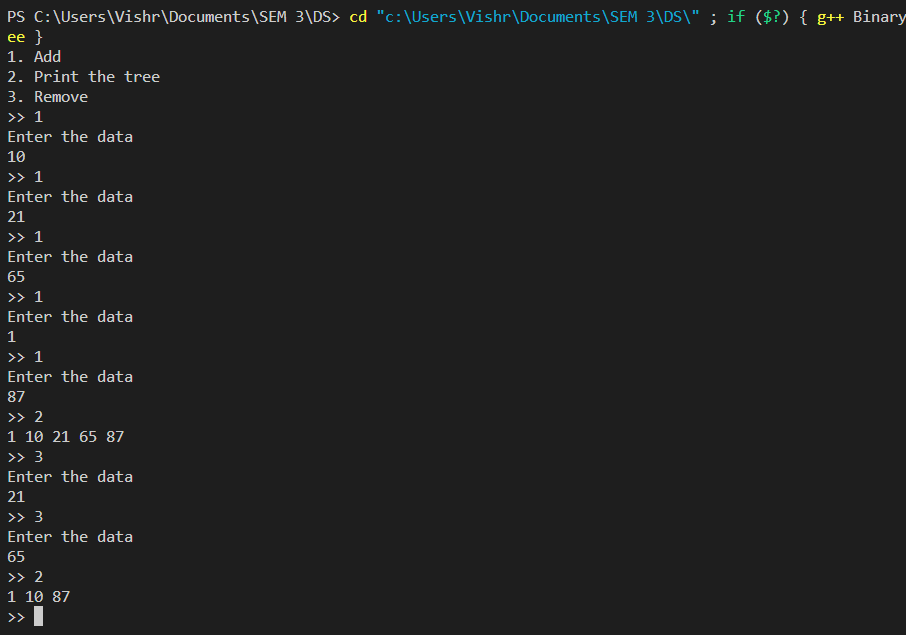 PS C:\Users\Vishr\Documents\SEM 3\DS> cd "c:\Users\Vishr\Documents\SEM 3\DS\" ; if ($?) { g++ Binary
ee }
1. Add
2. Print the tree
3. Remove
>> 1
Enter the data
10
>> 1
Enter the data
21
>> 1
Enter the data
65
>> 1
Enter the data
1
>> 1
Enter the data
87
>> 2
1 10 21 65 87
>> 3
Enter the data
21
>> 3
Enter the data
65
>> 2
1 10 87
>>